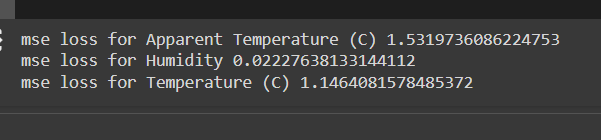 mse loss for Apparent Temperature (C) 1.5319736086224753
mse loss for Humidity 0.02227638133144112
mse loss for Temperature (C) 1.1464081578485372